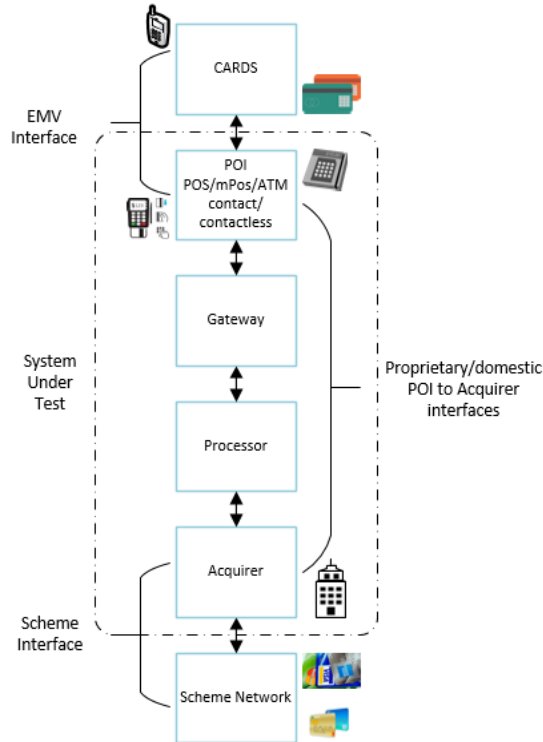 CARDS
EMV
Interface
POI
POS/mPos/ATM
contact/
contactless
Gateway
System
Under
Test
Proprietary/domestic
POI to Acquirer
interfaces
Processor
Acquirer
Scheme
Interface
Scheme Network
VISA